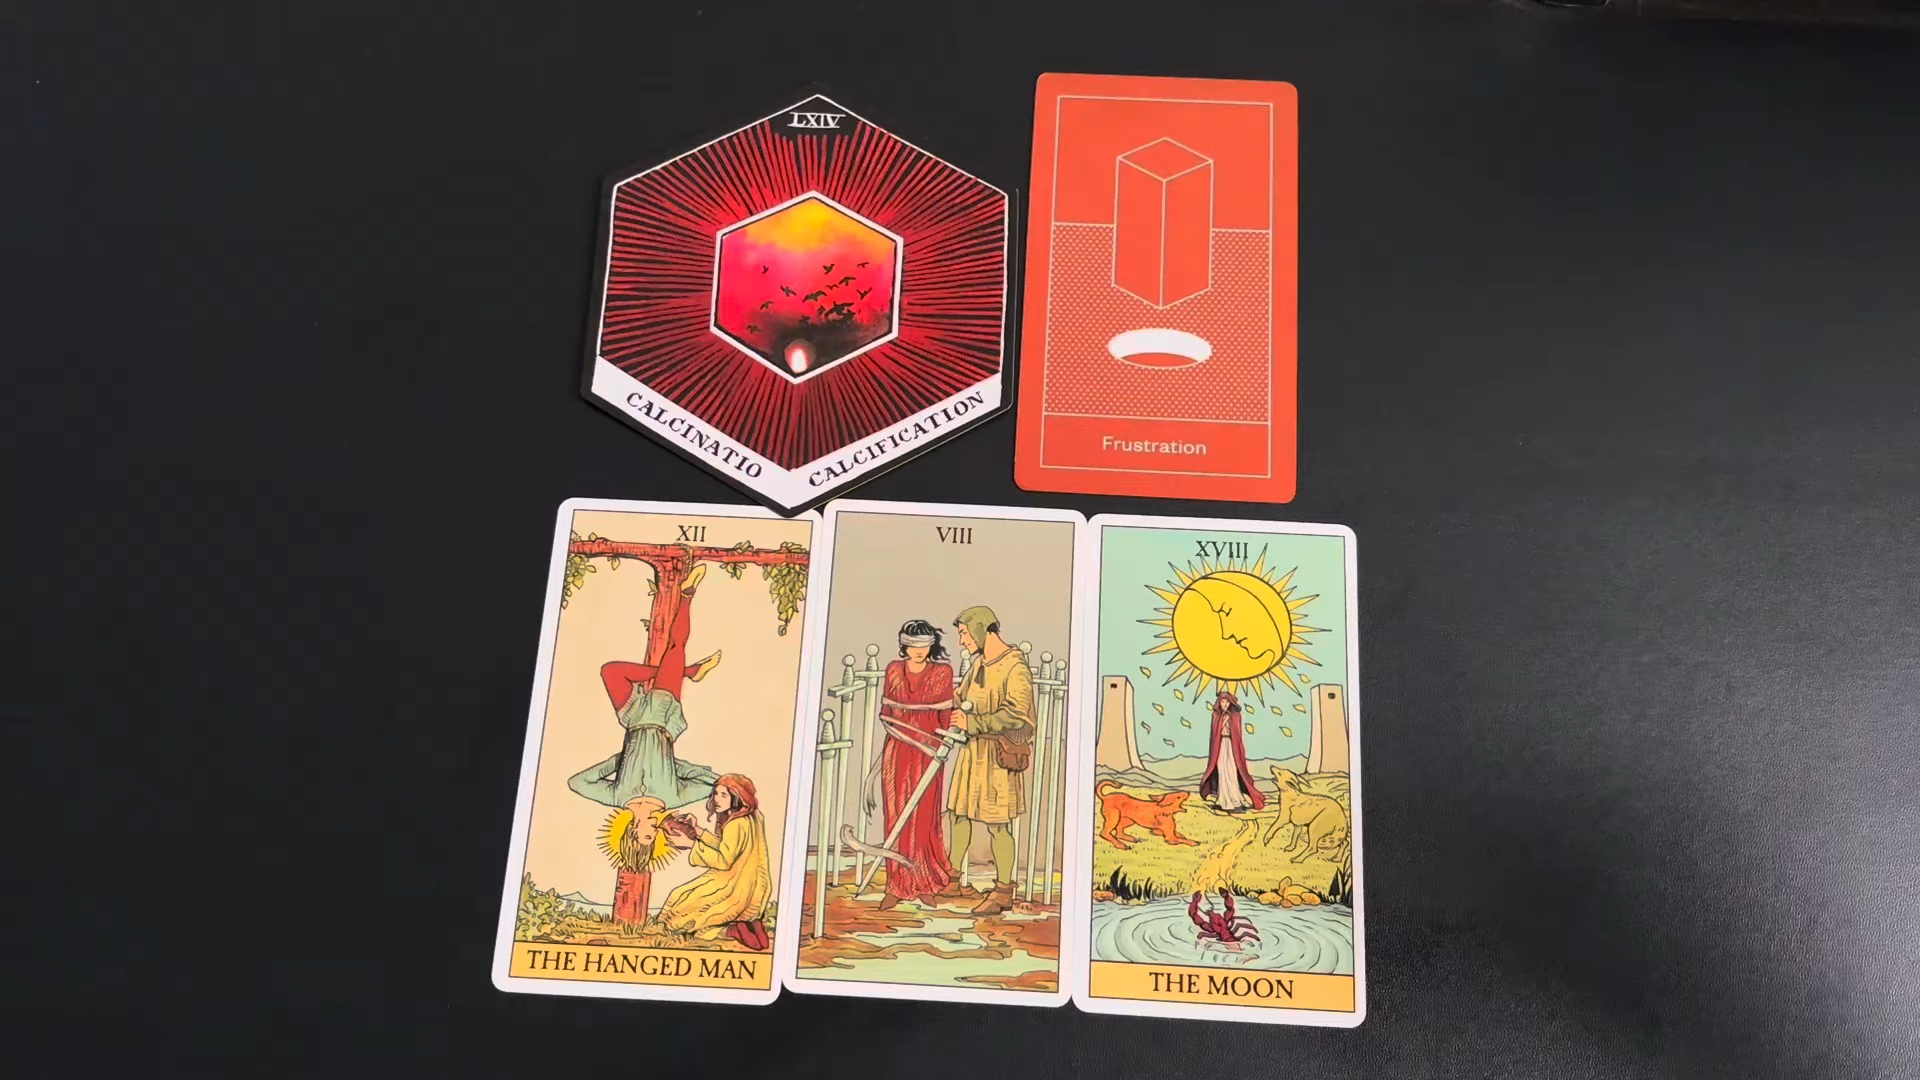 LXIV
CALCINATIO
CALCIFICATION
Frustration
XII
THE HANGED MAN
VIII
XVIII
THE MOON